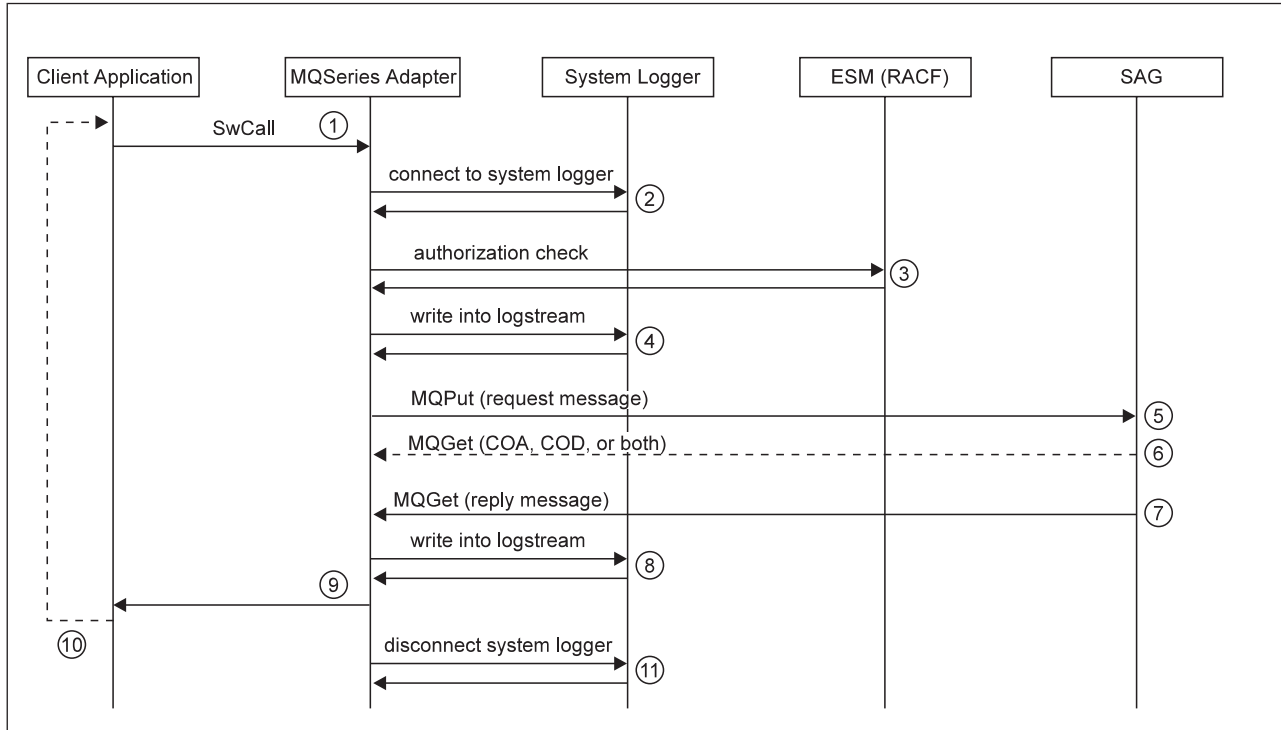 Client Application
MQSeries Adapter
System Logger
ESM (RACF)
SAG
SwCall
1
connect to system logger
2
authorization check
3
write into logstream
4
MQPut (request message)
5
MQGet (COA, COD, or both)
6
MQGet (reply message)
7
write into logstream
8
9
10
disconnect system logger
11